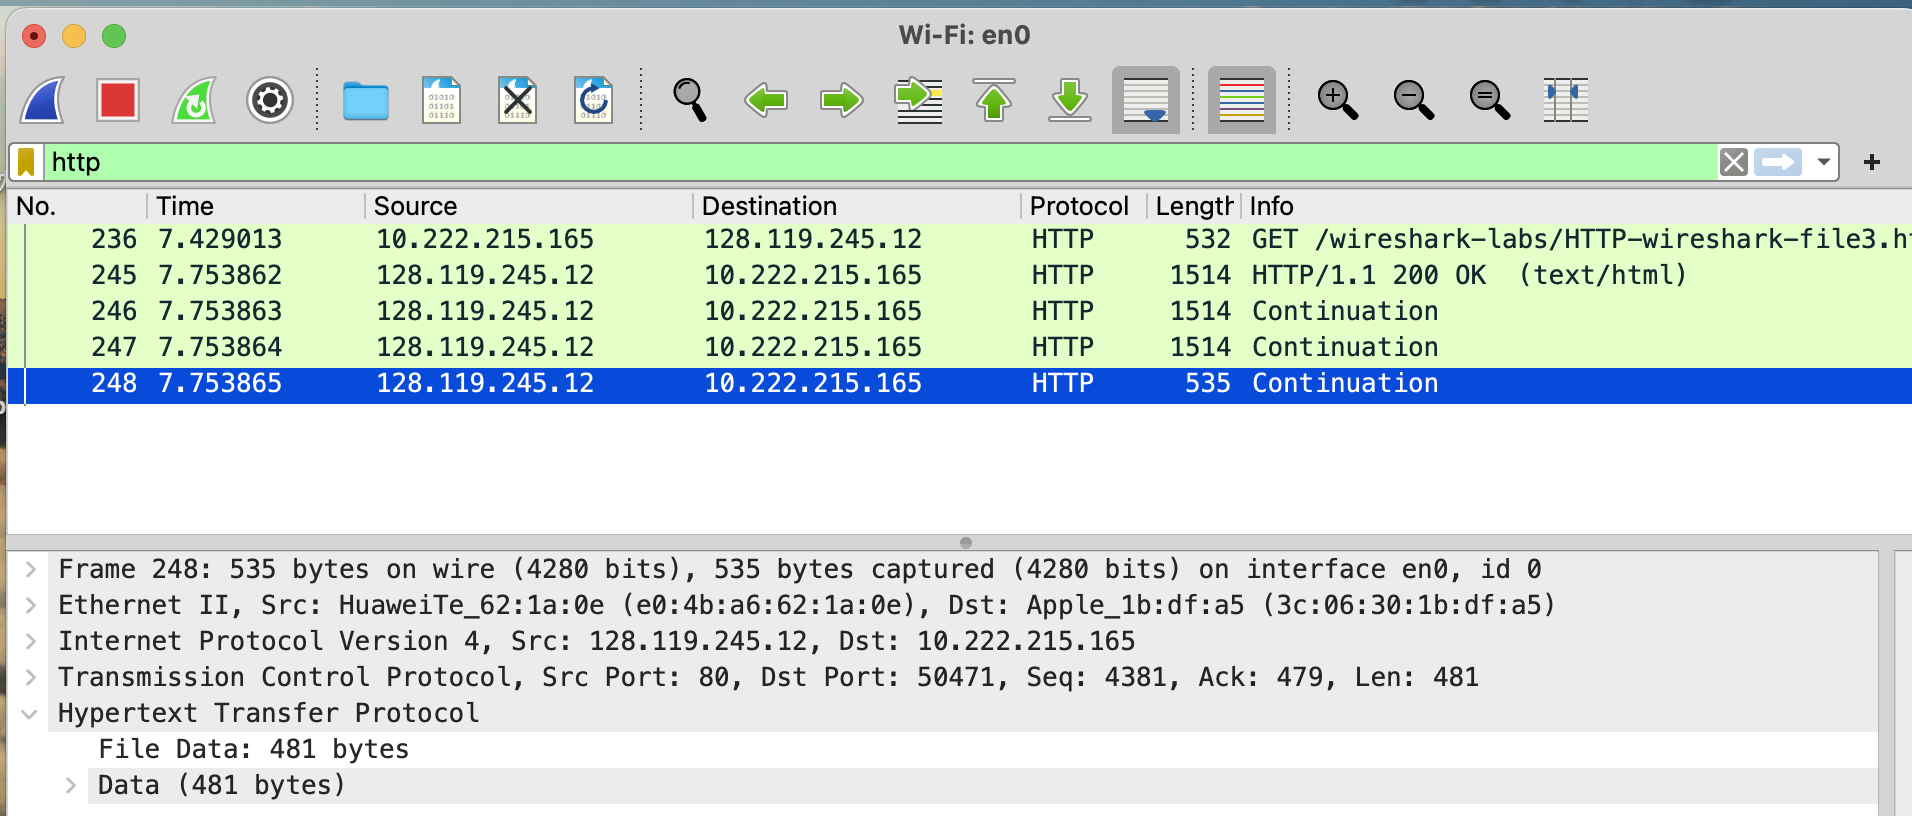 Wi-Fi: en0
http
No. Time Source Destination Protocol Length Info
236 7.429013 10.222.215.165 128.119.245.12 HTTP 532 GET /wireshark-labs/HTTP-wireshark-file3.h
245 7.753862 128.119.245.12 10.222.215.165 HTTP 1514 HTTP/1.1 200 OK (text/html)
246 7.753863 128.119.245.12 10.222.215.165 HTTP 1514 Continuation
247 7.753864 128.119.245.12 10.222.215.165 HTTP 1514 Continuation
248 7.753865 128.119.245.12 10.222.215.165 HTTP 535 Continuation
Frame 248: 535 bytes on wire (4280 bits), 535 bytes captured (4280 bits) on interface en0, id 0
Ethernet II, Src: HuaweiTe_62:1a:0e (e0:4b:a6:62:1a:0e), Dst: Apple_1b:df:a5 (3c:06:30:1b:df:a5)
Internet Protocol Version 4, Src: 128.119.245.12, Dst: 10.222.215.165
Transmission Control Protocol, Src Port: 80, Dst Port: 50471, Seq: 4381, Ack: 479, Len: 481
Hypertext Transfer Protocol
File Data: 481 bytes
Data (481 bytes)